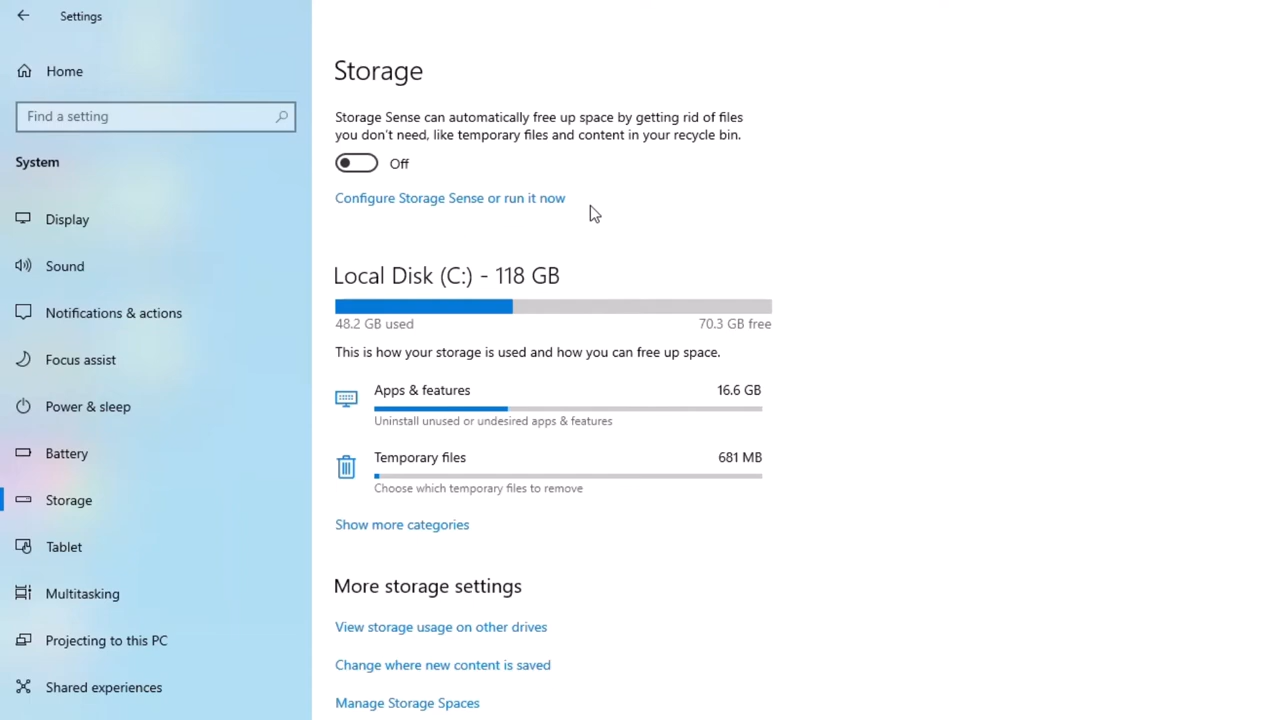 Settings
Home
Find a setting
System
Display
Sound
Notifications & actions
Focus assist
Power & sleep
Battery
Storage
Tablet
Multitasking
Projecting to this PC
Shared experiences
Storage
Storage Sense can automatically free up space by getting rid of files
you don't need, like temporary files and content in your recycle bin.
Off
Configure Storage Sense or run it now
Local Disk (C:) - 118 GB
48.2 GB used 70.3 GB free
This is how your storage is used and how you can free up space.
Apps & features 16.6 GB
Uninstall unused or undesired apps & features
Temporary files 681 MB
Choose which temporary files to remove
Show more categories
More storage settings
View storage usage on other drives
Change where new content is saved
Manage Storage Spaces